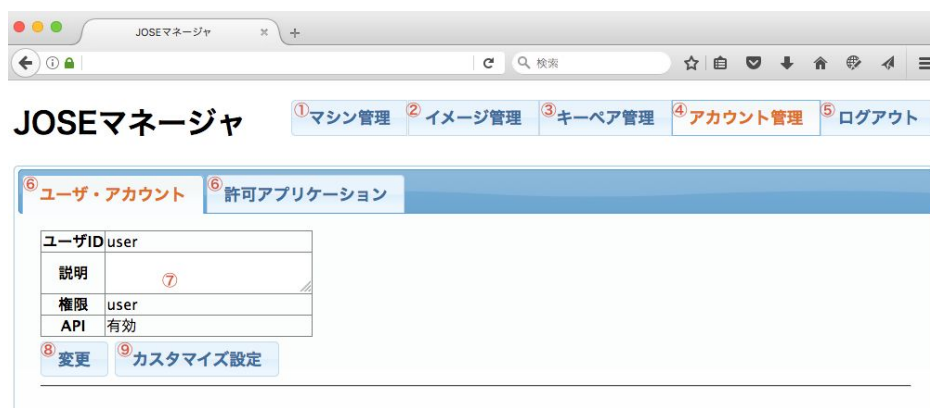 JOSEマネージャ
検索
JOSEマネージャ ①マシン管理 ②イメージ管理 ③キーペア管理 ④アカウント管理 ⑤ログアウト
⑥ユーザ・アカウント ⑥許可アプリケーション
ユーザID user
説明 ⑦
権限 user
API 有効
⑧変更 ⑨カスタマイズ設定